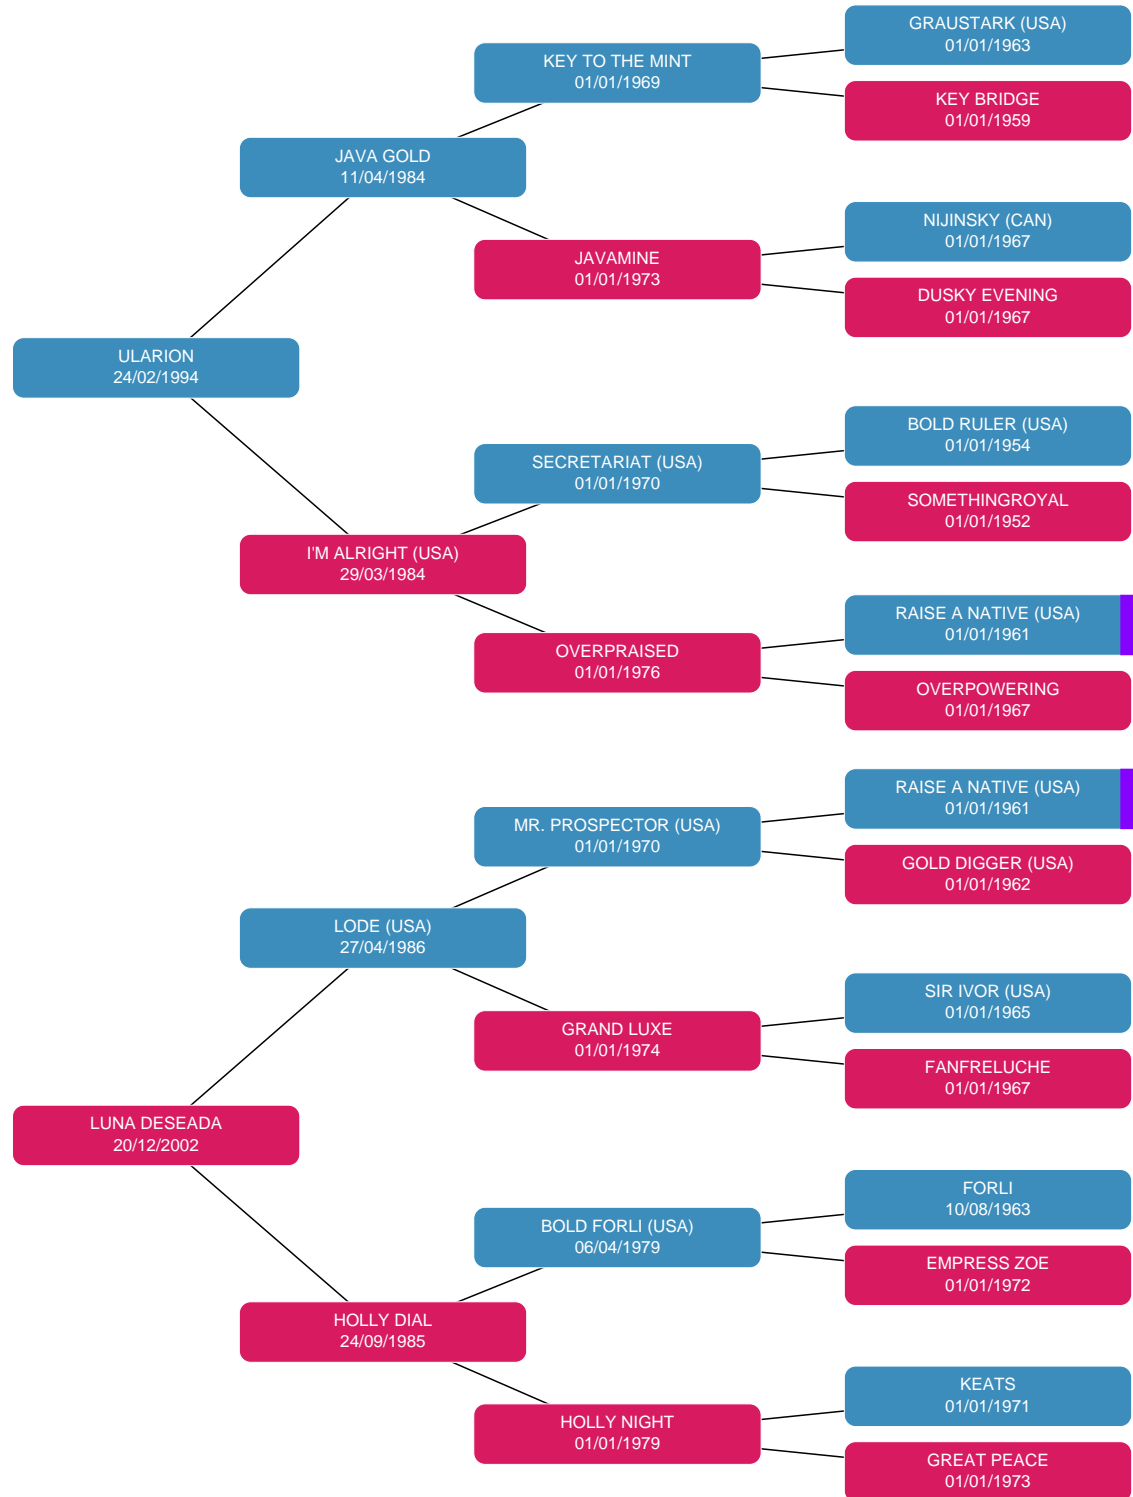 GRAUSTARK (USA)
01/01/1963
KEY TO THE MINT
01/01/1969
KEY BRIDGE
01/01/1959
JAVA GOLD
11/04/1984
NIJINSKY (CAN)
01/01/1967
JAVAMINE
01/01/1973
DUSKY EVENING
01/01/1967
ULARION
24/02/1994
BOLD RULER (USA)
01/01/1954
SECRETARIAT (USA)
01/01/1970
SOMETHINGROYAL
01/01/1952
I'M ALRIGHT (USA)
29/03/1984
RAISE A NATIVE (USA)
01/01/1961
OVERPRAISED
01/01/1976
OVERPOWERING
01/01/1967
RAISE A NATIVE (USA)
01/01/1961
MR. PROSPECTOR (USA)
01/01/1970
GOLD DIGGER (USA)
01/01/1962
LODE (USA)
27/04/1986
SIR IVOR (USA)
01/01/1965
GRAND LUXE
01/01/1974
FANFRELUCHE
01/01/1967
LUNA DESEADA
20/12/2002
FORLI
10/08/1963
BOLD FORLI (USA)
06/04/1979
EMPRESS ZOE
01/01/1972
HOLLY DIAL
24/09/1985
KEATS
01/01/1971
HOLLY NIGHT
01/01/1979
GREAT PEACE
01/01/1973